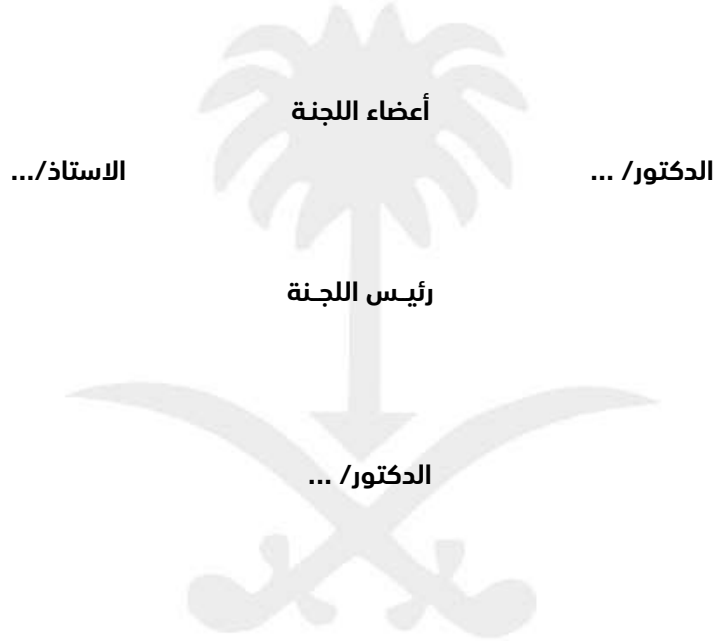 أعضاء اللجنة
الدكتور/ ... الاستاذ/...
رئيـس اللجـنة
الدكتور/ ...